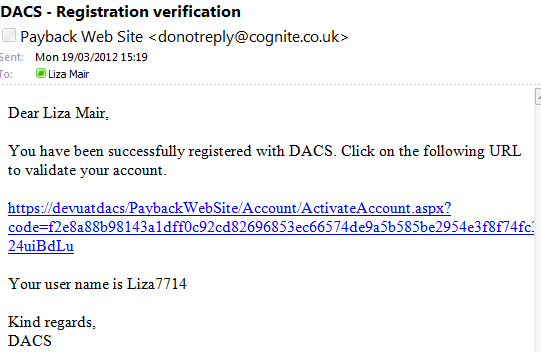 DACS - Registration verification
Payback Web Site <donotreply@cognite.co.uk>
Sent: Mon 19/03/2012 15:19
To: Liza Mair
Dear Liza Mair,
You have been successfully registered with DACS. Click on the following URL
to validate your account.
https://devuatdacs/PaybackWebSite/Account/ActivateAccount.aspx?
code=f2e8a88b98143a1dff0c92cd82696853ec66574de9a5b585be2954e3f8f74fc3
24uiBdLu
Your user name is Liza7714
Kind regards,
DACS